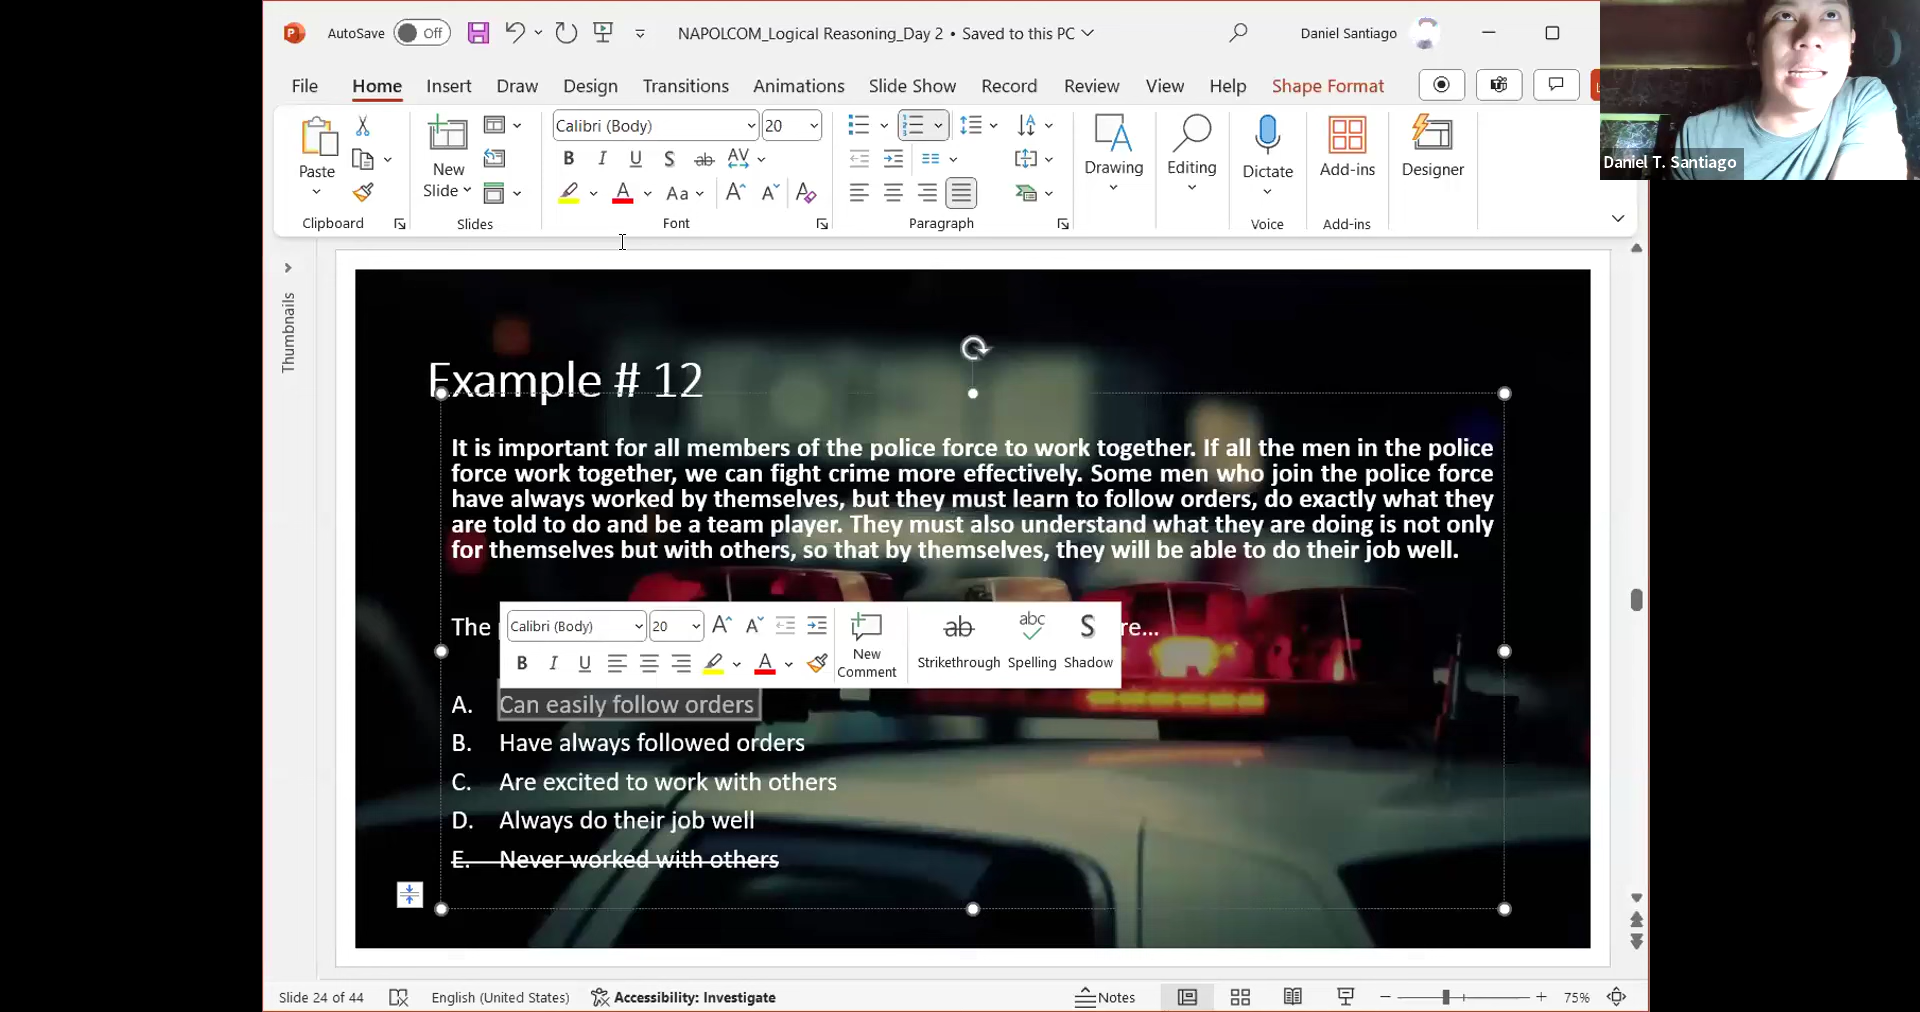 AutoSave Off NAPOLCOM_Logical Reasoning_Day 2 • Saved to this PC Daniel Santiago
File Home Insert Draw Design Transitions Animations Slide Show Record Review View Help Shape Format
Calibri (Body) 20
Paste New Slide Drawing Editing Dictate Add-ins Designer
Clipboard Slides Font Paragraph Voice Add-ins
Daniel T. Santiago
Thumbnails
Example # 12
It is important for all members of the police force to work together. If all the men in the police
force work together, we can fight crime more effectively. Some men who join the police force
have always worked by themselves, but they must learn to follow orders, do exactly what they
are told to do and be a team player. They must also understand what they are doing is not only
for themselves but with others, so that by themselves, they will be able to do their job well.
The
re...
Calibri (Body) 20
New Comment Strikethrough Spelling Shadow
A. Can easily follow orders
B. Have always followed orders
C. Are excited to work with others
D. Always do their job well
E. Never worked with others
Slide 24 of 44 English (United States) Accessibility: Investigate Notes 75%